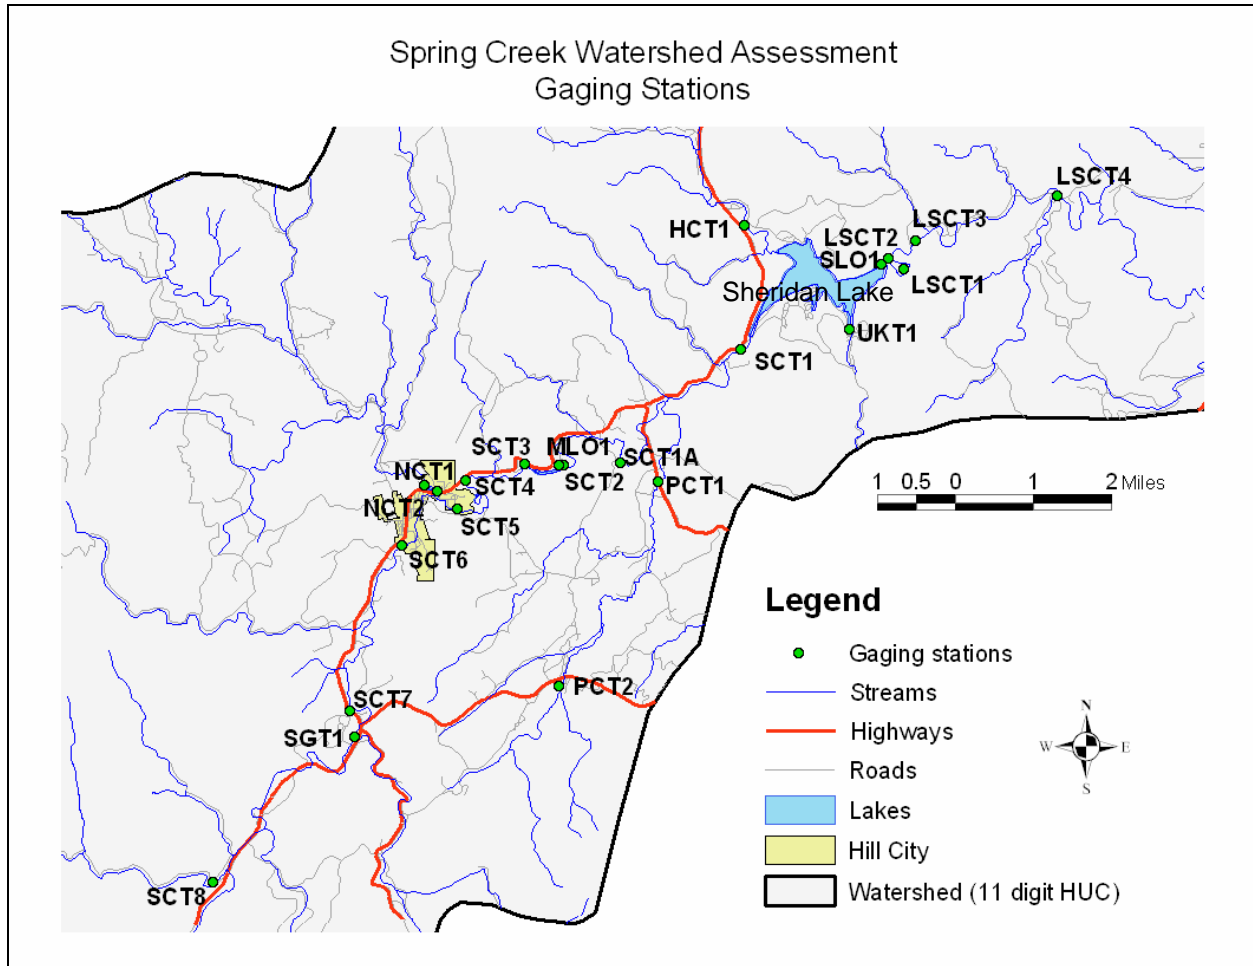 Spring Creek Watershed Assessment
Gaging Stations
LSCT4
HCT1
LSCT3
LSCT2
SLO1
LSCT1
Sheridan Lake
UKT1
SCT1
SCT3
MLO1
SCT1A
NCT1
SCT4
SCT2
PCT1
NCT2
SCT5
SCT6
1 0.5 0 1 2 Miles
Legend
Gaging stations
Streams
Highways
Roads
Lakes
Hill City
Watershed (11 digit HUC)
N
W E
S
PCT2
SCT7
SGT1
SCT8